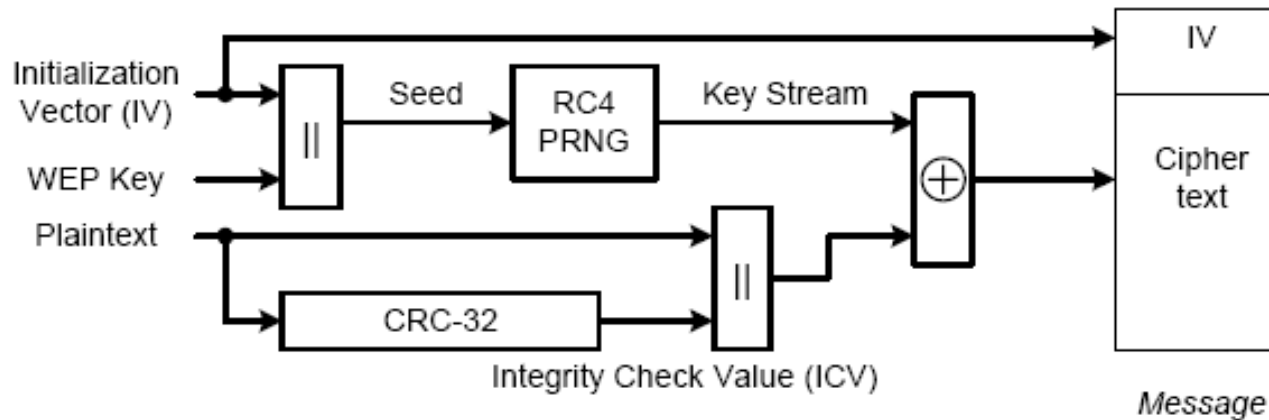 IV
Initialization
Vector (IV)
Seed
RC4
PRNG
Key Stream
||
WEP Key
Cipher
text
Plaintext
||
CRC-32
Integrity Check Value (ICV)
Message